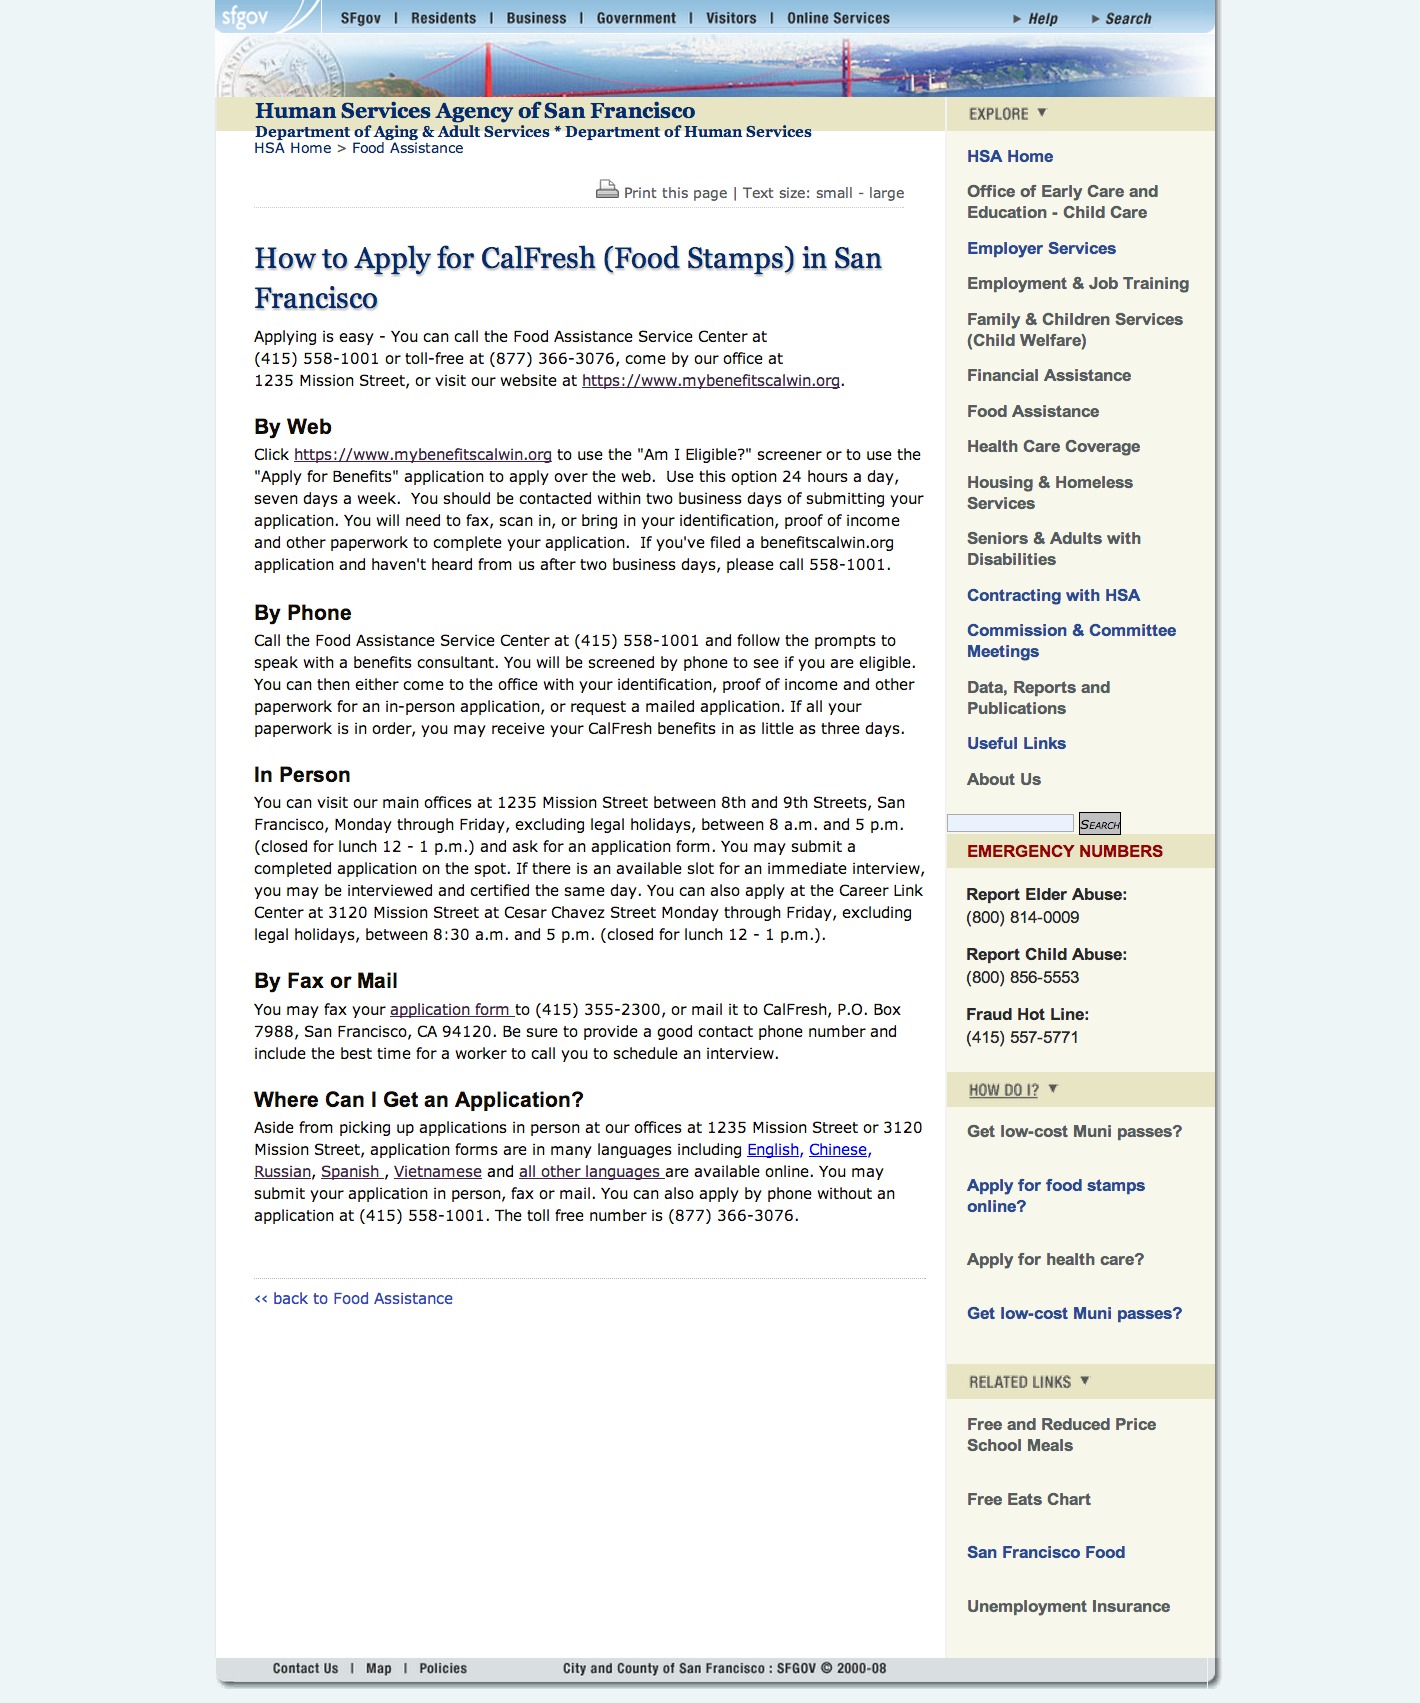 sfgov
SFgov | Residents | Business | Government | Visitors | Online Services
Help Search
Human Services Agency of San Francisco
Department of Aging & Adult Services * Department of Human Services
HSA Home > Food Assistance
Print this page | Text size: small - large
How to Apply for CalFresh (Food Stamps) in San
Francisco
Applying is easy - You can call the Food Assistance Service Center at
(415) 558-1001 or toll-free at (877) 366-3076, come by our office at
1235 Mission Street, or visit our website at https://www.mybenefitscalwin.org.
By Web
Click https://www.mybenefitscalwin.org to use the "Am I Eligible?" screener or to use the
"Apply for Benefits" application to apply over the web. Use this option 24 hours a day,
seven days a week. You should be contacted within two business days of submitting your
application. You will need to fax, scan in, or bring in your identification, proof of income
and other paperwork to complete your application. If you've filed a benefitscalwin.org
application and haven't heard from us after two business days, please call 558-1001.
By Phone
Call the Food Assistance Service Center at (415) 558-1001 and follow the prompts to
speak with a benefits consultant. You will be screened by phone to see if you are eligible.
You can then either come to the office with your identification, proof of income and other
paperwork for an in-person application, or request a mailed application. If all your
paperwork is in order, you may receive your CalFresh benefits in as little as three days.
In Person
You can visit our main offices at 1235 Mission Street between 8th and 9th Streets, San
Francisco, Monday through Friday, excluding legal holidays, between 8 a.m. and 5 p.m.
(closed for lunch 12 - 1 p.m.) and ask for an application form. You may submit a
completed application on the spot. If there is an available slot for an immediate interview,
you may be interviewed and certified the same day. You can also apply at the Career Link
Center at 3120 Mission Street at Cesar Chavez Street Monday through Friday, excluding
legal holidays, between 8:30 a.m. and 5 p.m. (closed for lunch 12 - 1 p.m.).
By Fax or Mail
You may fax your application form to (415) 355-2300, or mail it to CalFresh, P.O. Box
7988, San Francisco, CA 94120. Be sure to provide a good contact phone number and
include the best time for a worker to call you to schedule an interview.
Where Can I Get an Application?
Aside from picking up applications in person at our offices at 1235 Mission Street or 3120
Mission Street, application forms are in many languages including English, Chinese,
Russian, Spanish , Vietnamese and all other languages are available online. You may
submit your application in person, fax or mail. You can also apply by phone without an
application at (415) 558-1001. The toll free number is (877) 366-3076.
<< back to Food Assistance
EXPLORE
HSA Home
Office of Early Care and
Education - Child Care
Employer Services
Employment & Job Training
Family & Children Services
(Child Welfare)
Financial Assistance
Food Assistance
Health Care Coverage
Housing & Homeless
Services
Seniors & Adults with
Disabilities
Contracting with HSA
Commission & Committee
Meetings
Data, Reports and
Publications
Useful Links
About Us
SEARCH
EMERGENCY NUMBERS
Report Elder Abuse:
(800) 814-0009
Report Child Abuse:
(800) 856-5553
Fraud Hot Line:
(415) 557-5771
HOW DO I?
Get low-cost Muni passes?
Apply for food stamps
online?
Apply for health care?
Get low-cost Muni passes?
RELATED LINKS
Free and Reduced Price
School Meals
Free Eats Chart
San Francisco Food
Unemployment Insurance
Contact Us | Map | Policies
City and County of San Francisco : SFGOV © 2000-08